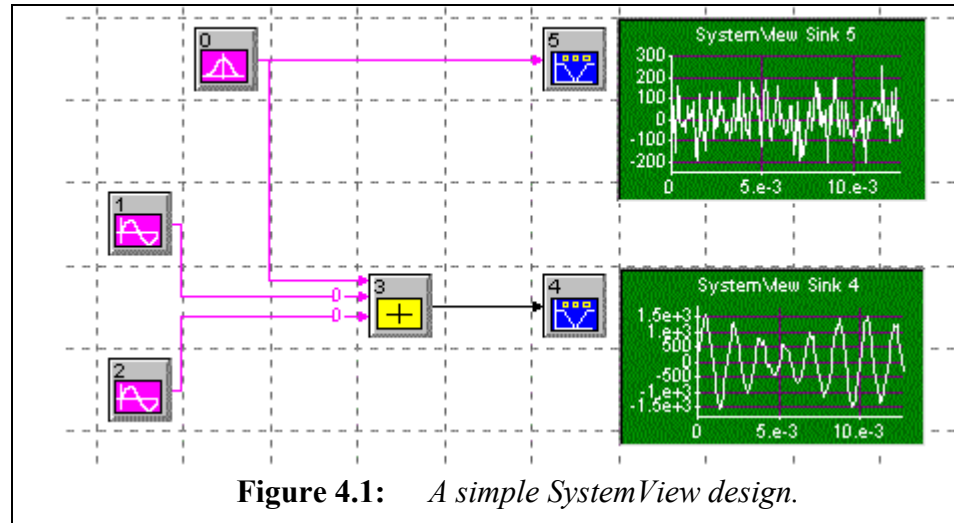 0
5
SystemView Sink 5
300
200
100
0
-100
-200
0 5.e-3 10.e-3
1
0
0
3
4
2
SystemView Sink 4
1.5e+3
1.e+3
500
0
-500
-1.e+3
-1.5e+3
0 5.e-3 10.e-3
Figure 4.1: A simple SystemView design.